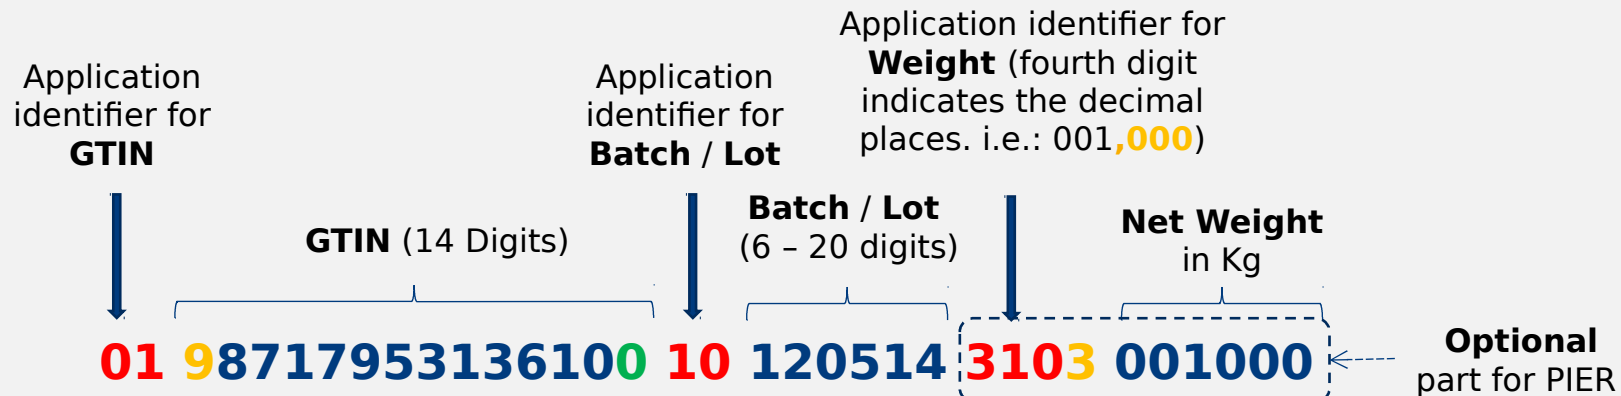 Application
identifier for
GTIN
Application
identifier for
Batch / Lot
Application identifier for
Weight (fourth digit
indicates the decimal
places. i.e.: 001,000)
GTIN (14 Digits)
Batch / Lot
(6 – 20 digits)
Net Weight
in Kg
01 98717953136100 10 120514 3103 001000
Optional
part for PIER